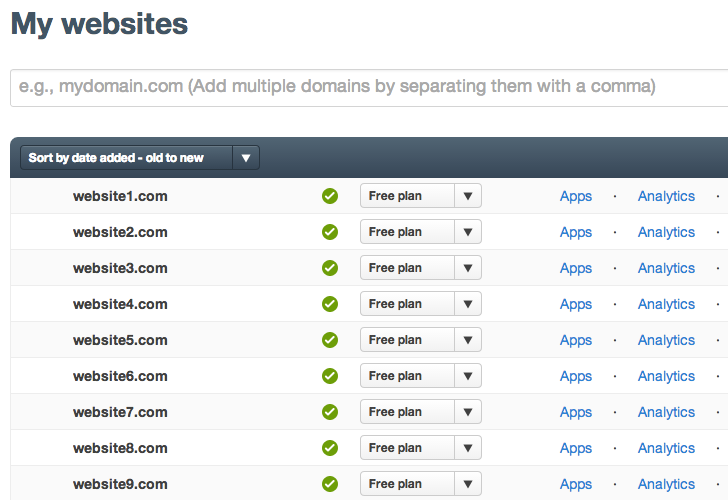 My websites
e.g., mydomain.com (Add multiple domains by separating them with a comma)
Sort by date added - old to new
website1.com Free plan Apps · Analytics ·
website2.com Free plan Apps · Analytics ·
website3.com Free plan Apps · Analytics ·
website4.com Free plan Apps · Analytics ·
website5.com Free plan Apps · Analytics ·
website6.com Free plan Apps · Analytics ·
website7.com Free plan Apps · Analytics ·
website8.com Free plan Apps · Analytics ·
website9.com Free plan Apps · Analytics ·